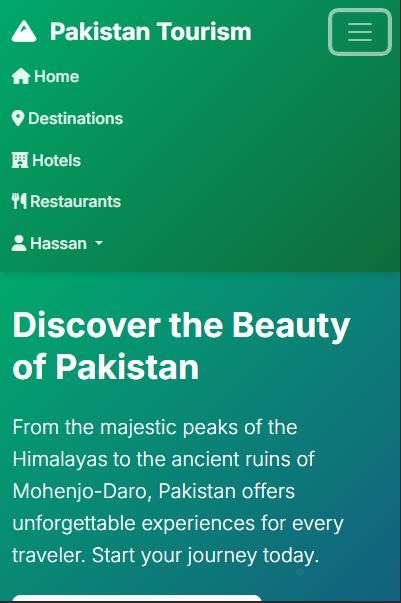 Pakistan Tourism
Home
Destinations
Hotels
Restaurants
Hassan
Discover the Beauty
of Pakistan
From the majestic peaks of the
Himalayas to the ancient ruins of
Mohenjo-Daro, Pakistan offers
unforgettable experiences for every
traveler. Start your journey today.